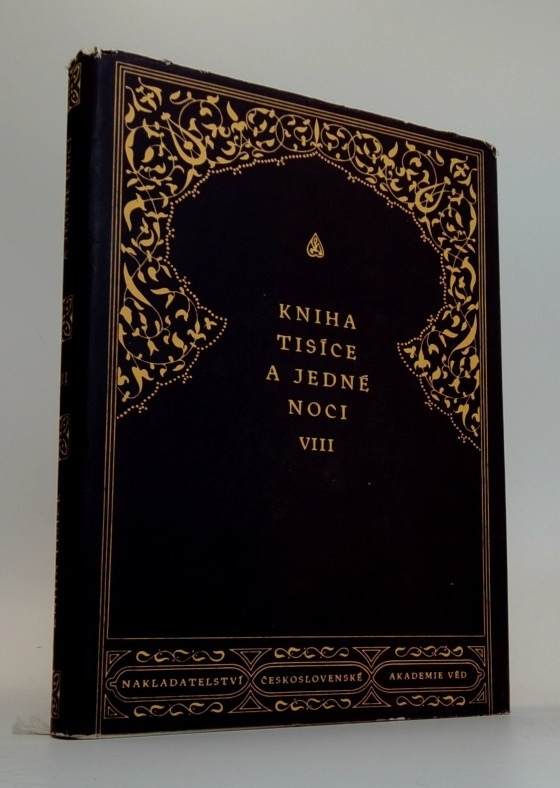 KNIHA
TISÍCE
A JEDNÉ
NOCI
VIII
NAKLADATELSTVÍ ČESKOSLOVENSKÉ AKADEMIE VĚD